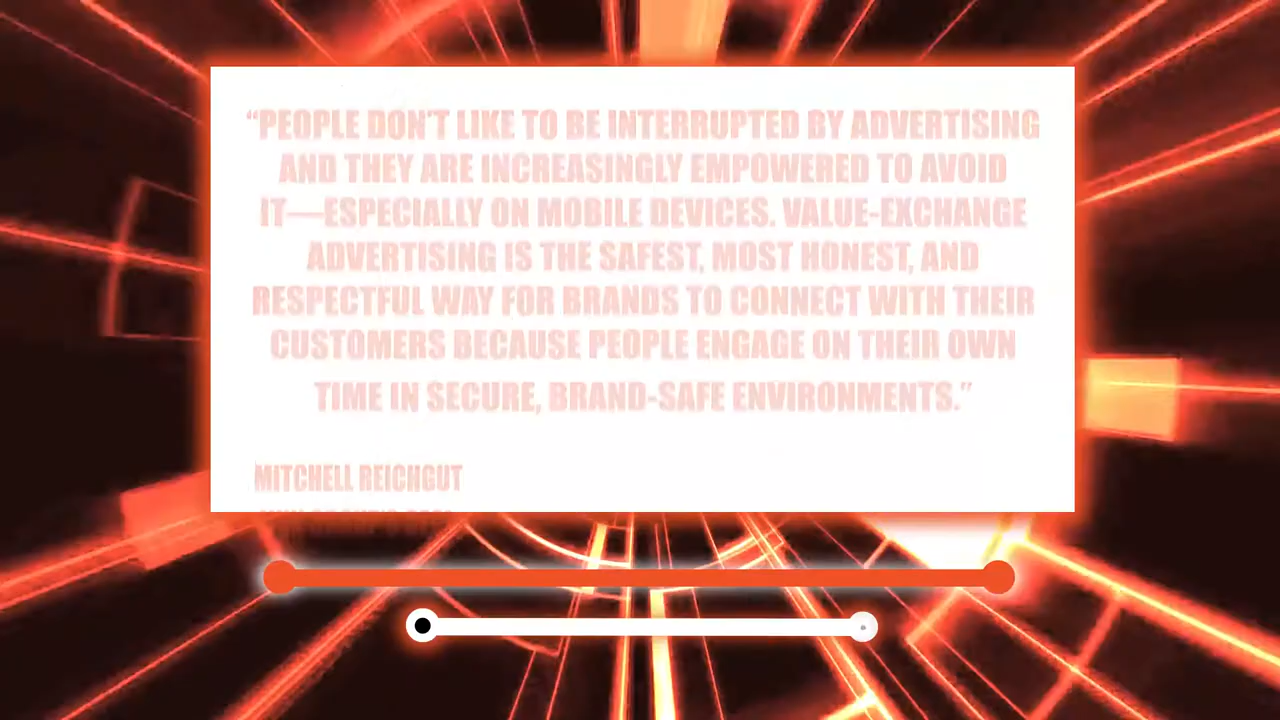 “PEOPLE DON'T LIKE TO BE INTERRUPTED BY ADVERTISING
AND THEY ARE INCREASINGLY EMPOWERED TO AVOID
IT—ESPECIALLY ON MOBILE DEVICES. VALUE-EXCHANGE
ADVERTISING IS THE SAFEST, MOST HONEST, AND
RESPECTFUL WAY FOR BRANDS TO CONNECT WITH THEIR
CUSTOMERS BECAUSE PEOPLE ENGAGE ON THEIR OWN
TIME IN SECURE, BRAND-SAFE ENVIRONMENTS.”
MITCHELL REICHGUT